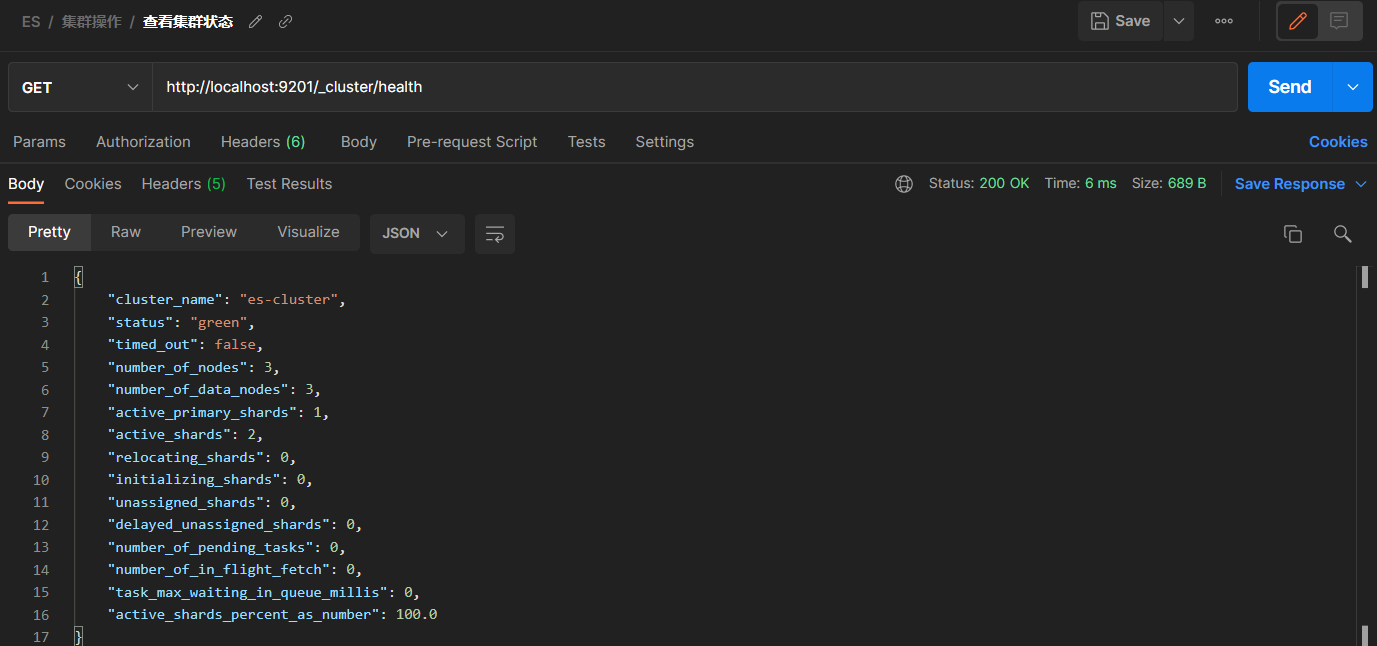 ES / 集群操作 / 查看集群状态
Save
GET http://localhost:9201/_cluster/health Send
Params Authorization Headers (6) Body Pre-request Script Tests Settings Cookies
Body Cookies Headers (5) Test Results Status: 200 OK Time: 6 ms Size: 689 B Save Response
Pretty Raw Preview Visualize JSON
1 {
2 "cluster_name": "es-cluster",
3 "status": "green",
4 "timed_out": false,
5 "number_of_nodes": 3,
6 "number_of_data_nodes": 3,
7 "active_primary_shards": 1,
8 "active_shards": 2,
9 "relocating_shards": 0,
10 "initializing_shards": 0,
11 "unassigned_shards": 0,
12 "delayed_unassigned_shards": 0,
13 "number_of_pending_tasks": 0,
14 "number_of_in_flight_fetch": 0,
15 "task_max_waiting_in_queue_millis": 0,
16 "active_shards_percent_as_number": 100.0
17 }